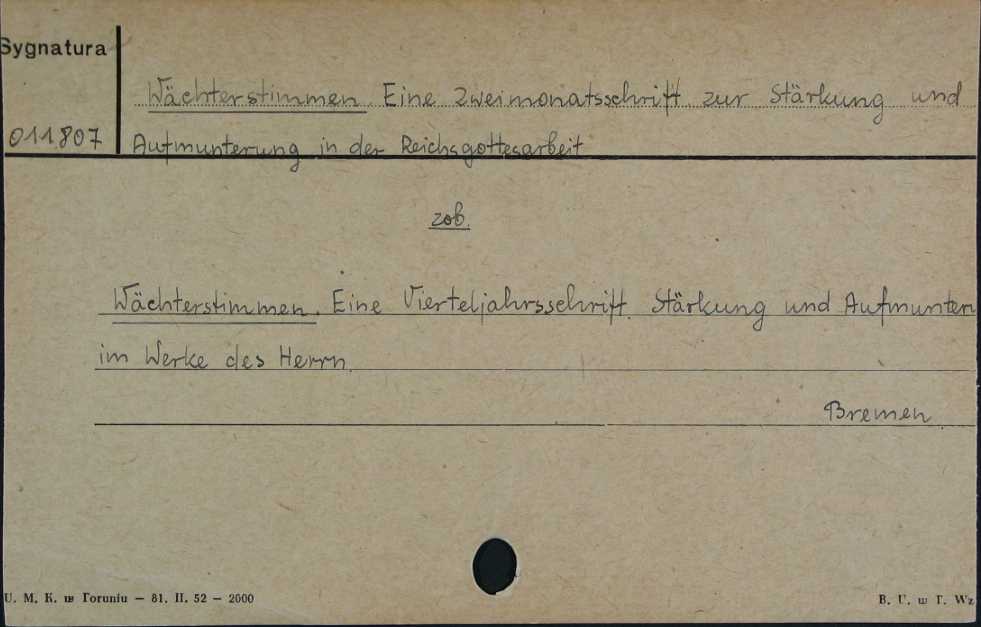 Sygnatura
Wächterstimmen. Eine Zweimonatsschrift zur Stärkung und
011807 Aufmunterung in der Reichsgottesarbeit
zob.
Wächterstimmen. Eine Vierteljahrsschrift. Stärkung und Aufmunter
im Werke des Herrn.
Bremen.
U. M. K. w Toruniu — 81. II. 52 — 2000 B. U. w T. Wz